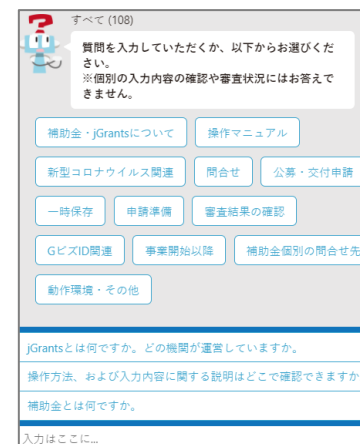 すべて (108)
質問を入力していただくか、以下からお選びくだ
さい。
※個別の入力内容の確認や審査状況にはお答えで
きません。
補助金・jGrantsについて
操作マニュアル
新型コロナウイルス関連
問合せ
公募・交付申請
一時保存
申請準備
審査結果の確認
GビズID関連
事業開始以降
補助金個別の問合せ先
動作環境・その他
jGrantsとは何ですか。どの機関が運営していますか。
操作方法、および入力内容に関する説明はどこで確認できますか
補助金とは何ですか。
入力はここに...